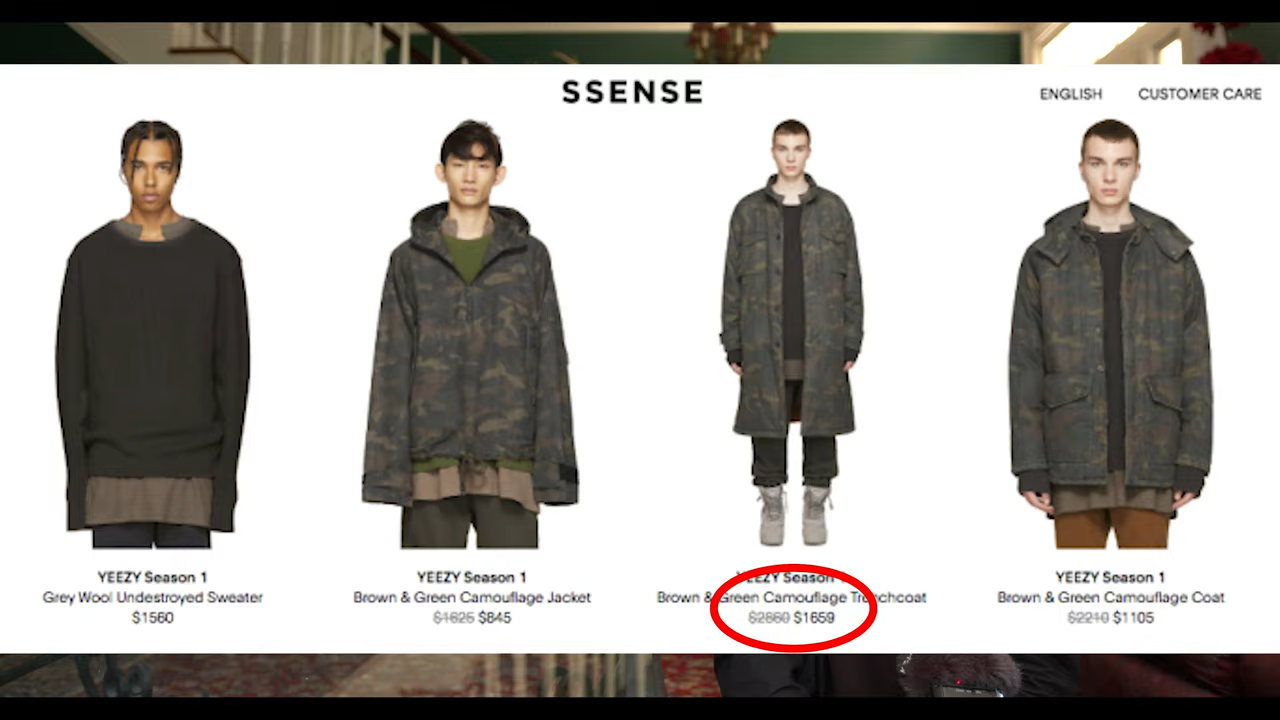 SSENSE
ENGLISH CUSTOMER CARE
YEEZY Season 1
Grey Wool Undestroyed Sweater
$1560
YEEZY Season 1
Brown & Green Camouflage Jacket
$1625 $845
YEEZY Season 1
Brown & Green Camouflage Trenchcoat
$2860 $1659
YEEZY Season 1
Brown & Green Camouflage Coat
$2210 $1105